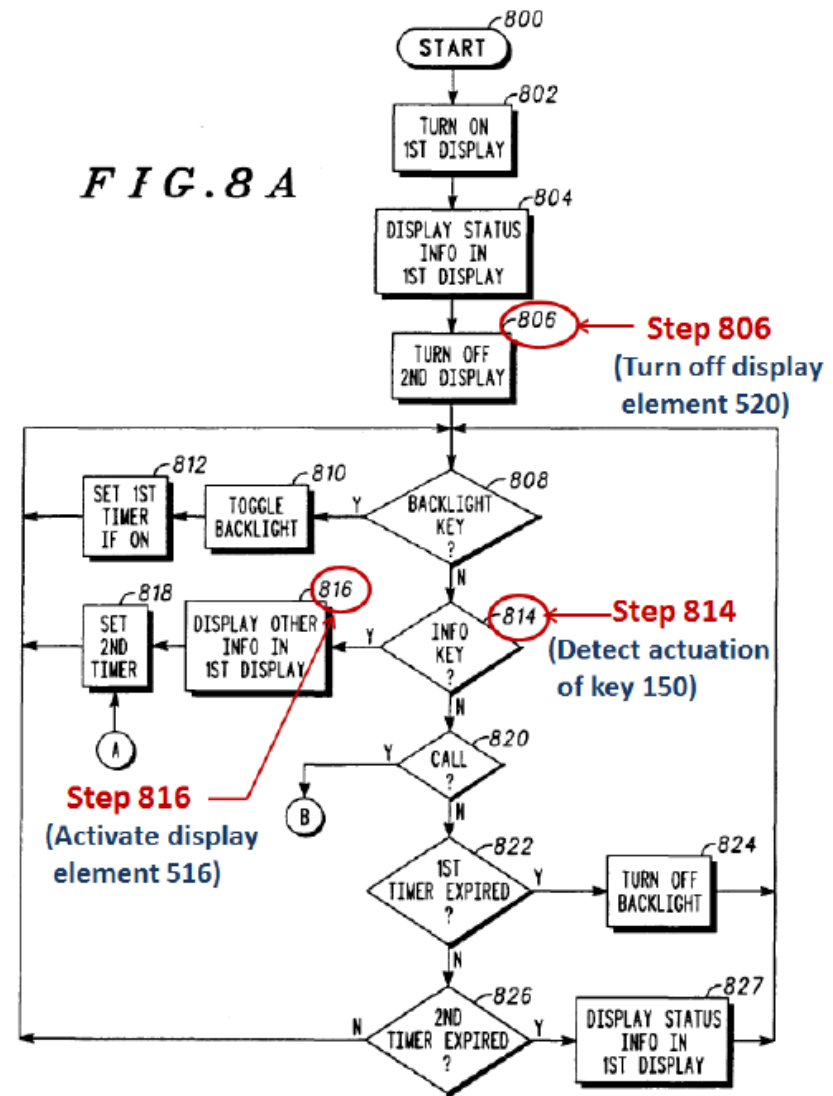 800
START
802
TURN ON
1ST DISPLAY
FIG.8A
804
DISPLAY STATUS
INFO IN
1ST DISPLAY
806
Step 806
(Turn off display
element 520)
TURN OFF
2ND DISPLAY
812
SET 1ST
TIMER
IF ON
810
TOGGLE
BACKLIGHT
Y
808
BACKLIGHT
KEY
?
N
818
SET
2ND
TIMER
816
DISPLAY OTHER
INFO IN
1ST DISPLAY
Y
814
INFO
KEY
?
Step 814
(Detect actuation
of key 150)
N
A
820
CALL
?
Y
B
N
Step 816
(Activate display
element 516)
822
1ST
TIMER EXPIRED
?
Y
824
TURN OFF
BACKLIGHT
N
826
2ND
TIMER EXPIRED
?
N
Y
827
DISPLAY STATUS
INFO IN
1ST DISPLAY